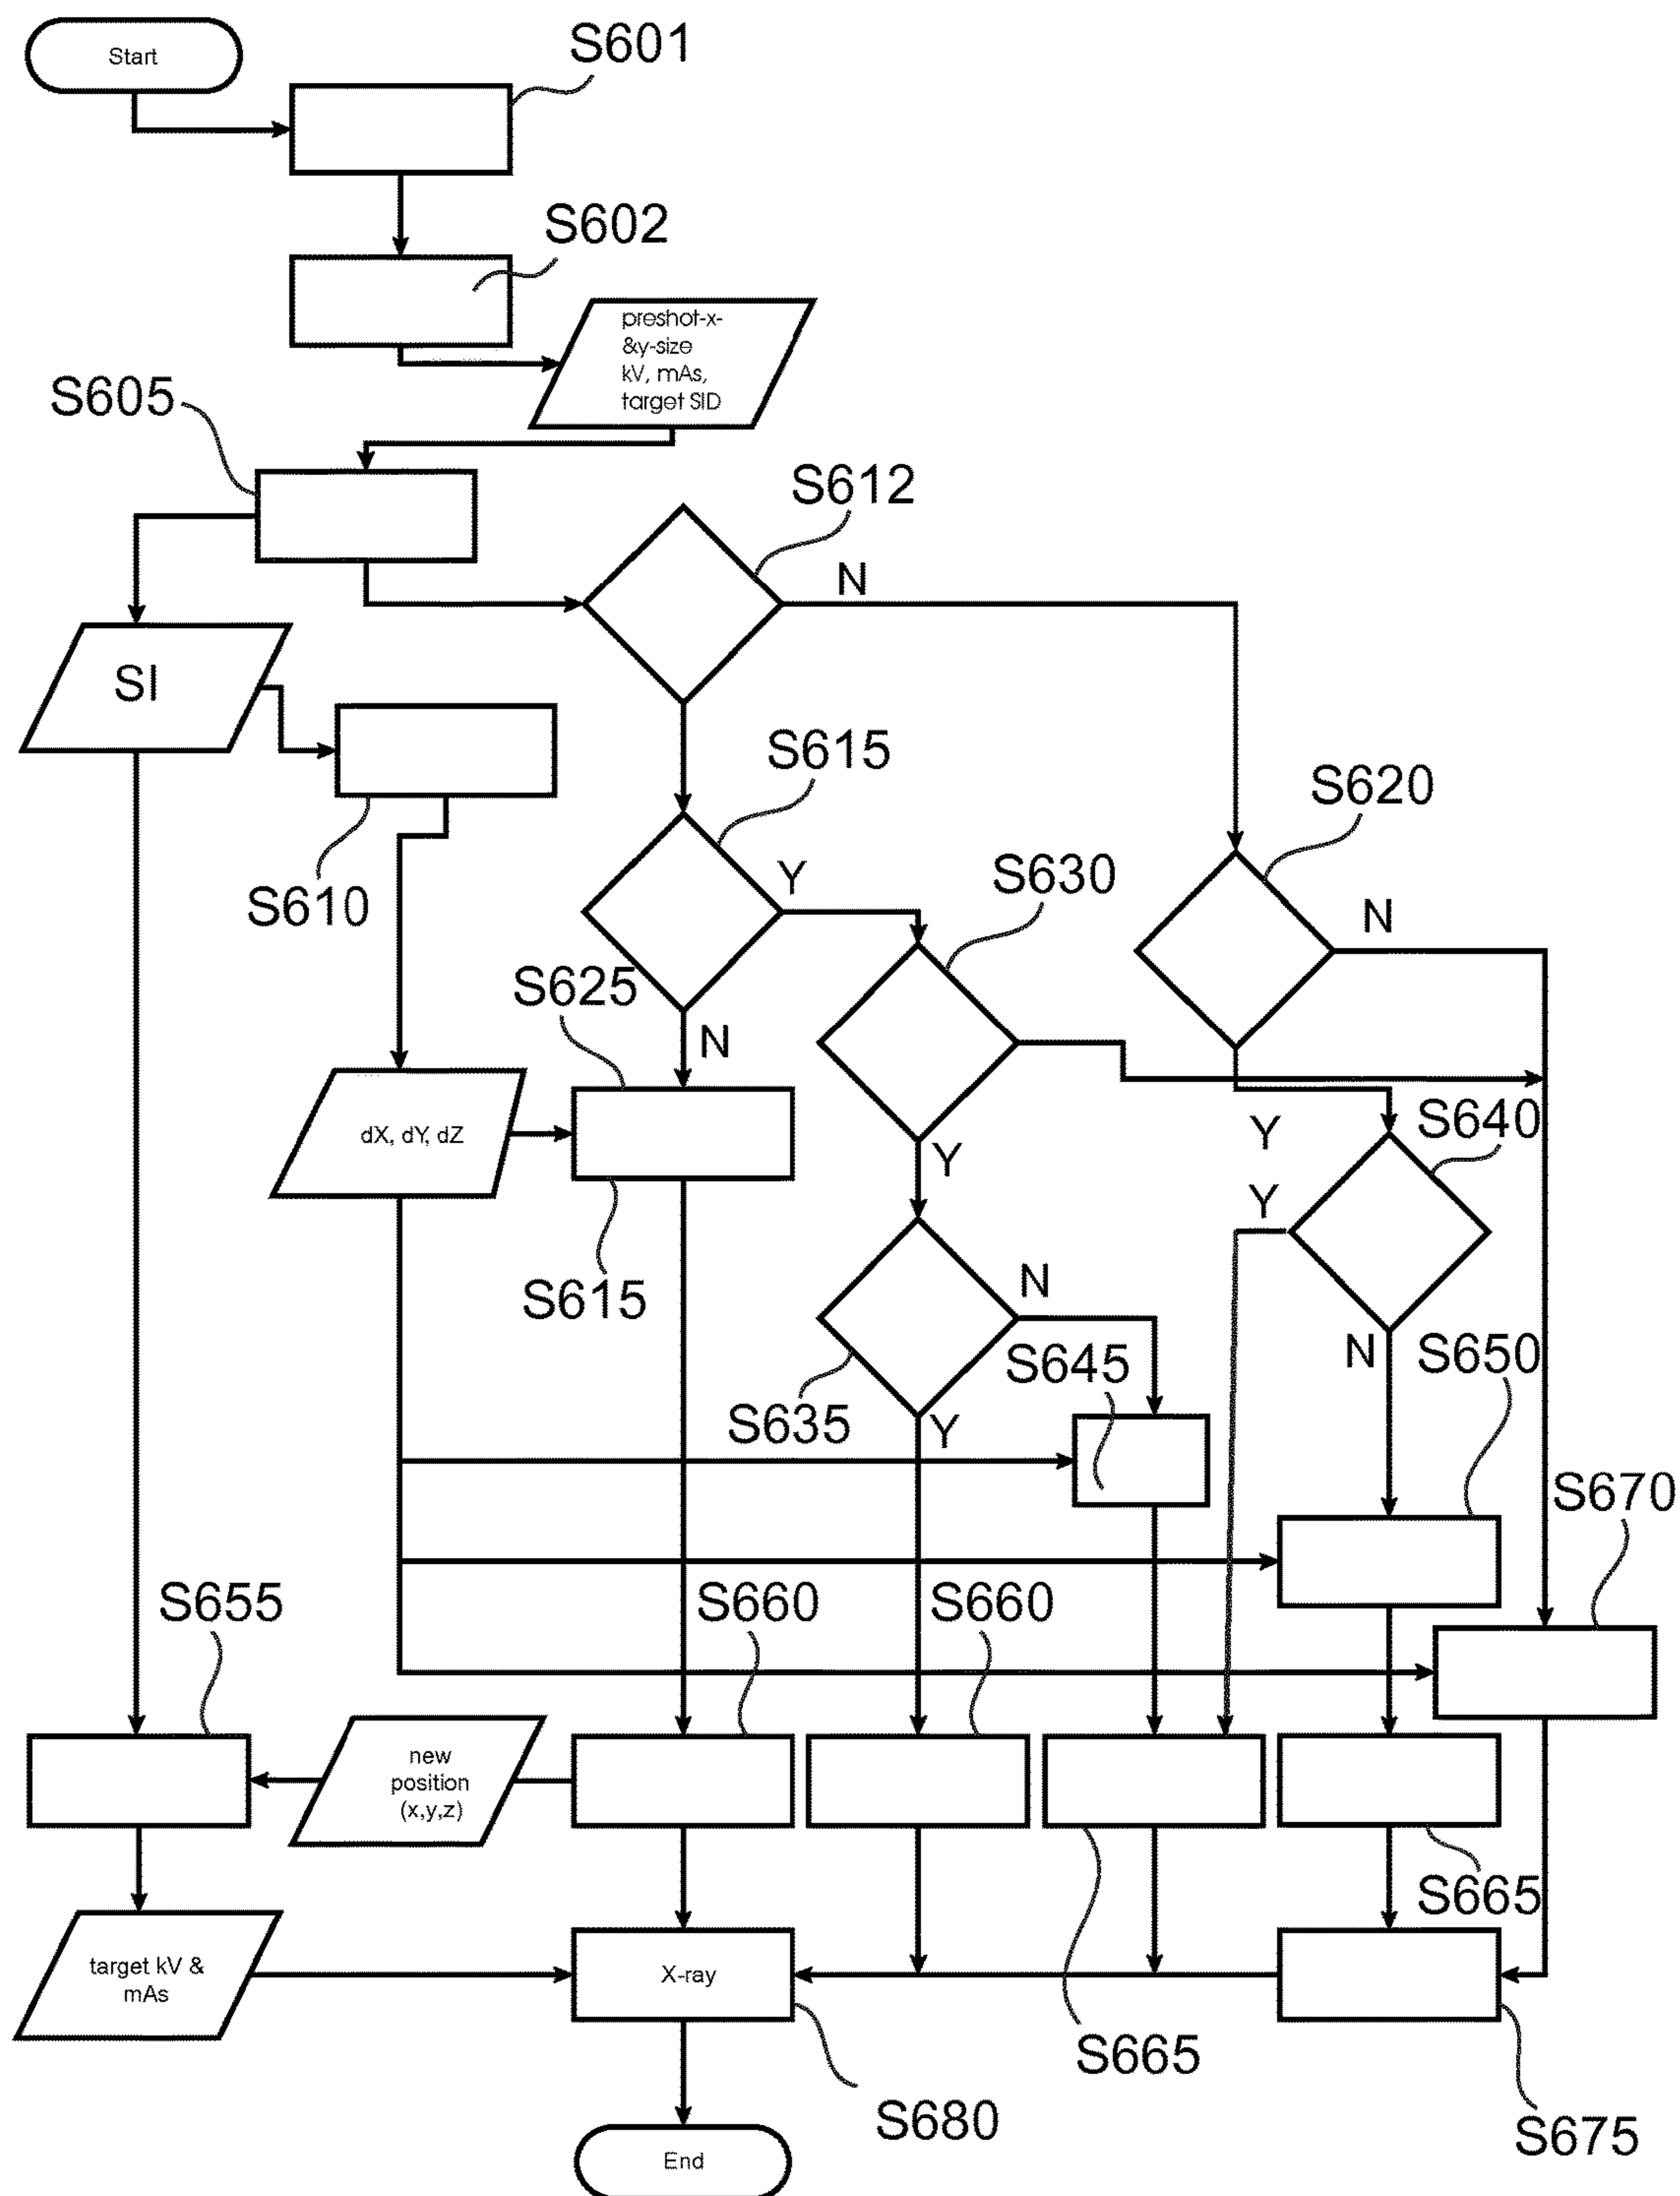 Start
S601
S602
preshot-x-
&y-size
kV, mAs,
target SID
S605
S612
N
SI
S615
S620
S610
Y
S630
N
S625
N
dX, dY, dZ
Y
Y
S640
Y
S615
N
S645
N
S650
S635
Y
S670
S655
S660
S660
new
position
(x,y,z)
S665
target kV &
mAs
X-ray
S665
S680
S675
End